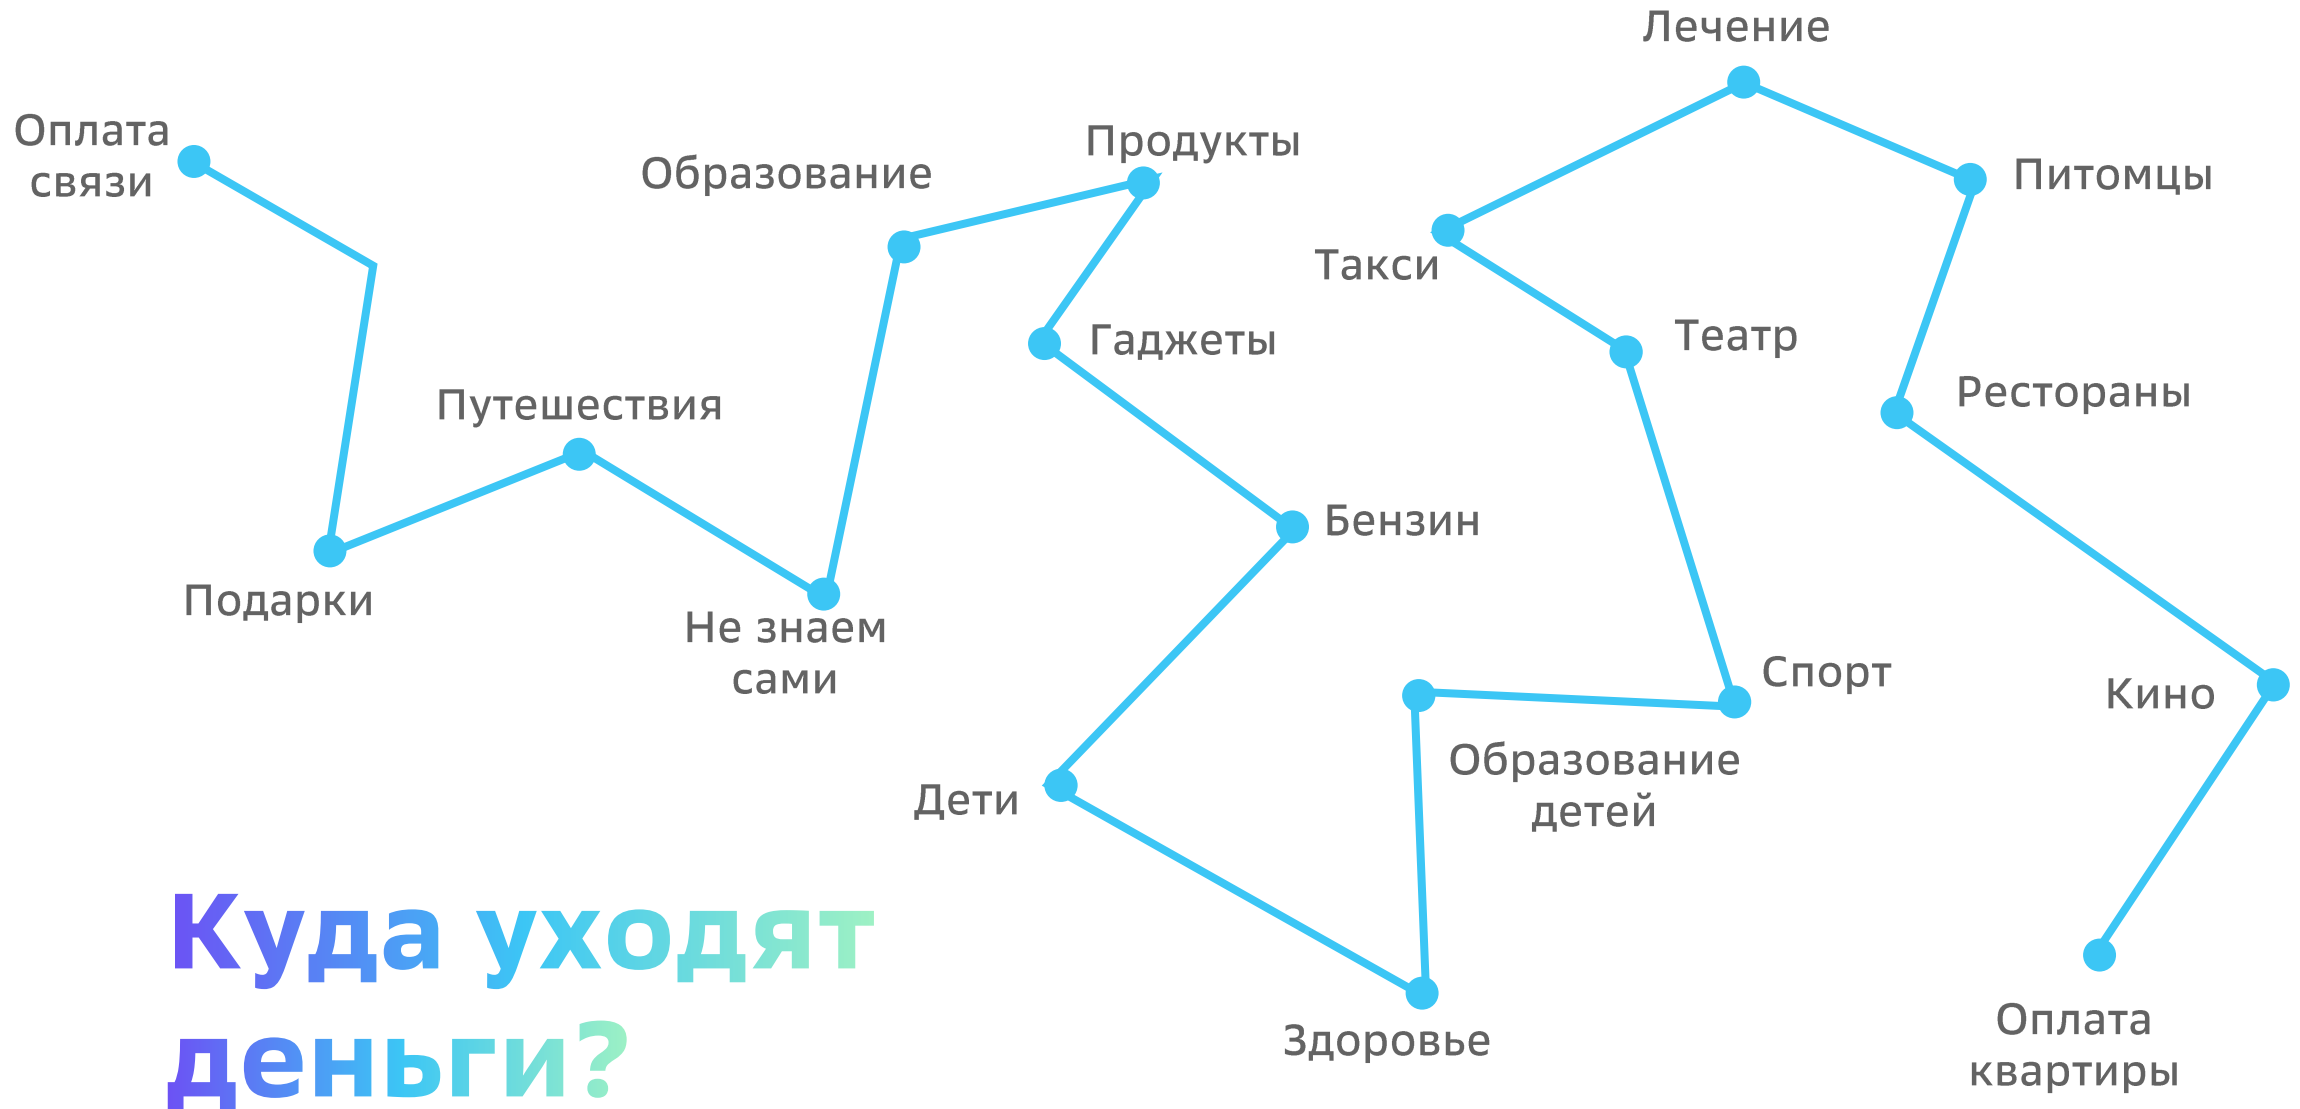 Оплата
связи
Подарки
Путешествия
Не знаем
сами
Образование
Продукты
Гаджеты
Бензин
Дети
Здоровье
Образование
детей
Спорт
Театр
Такси
Лечение
Питомцы
Рестораны
Кино
Оплата
квартиры
Куда уходят
деньги?